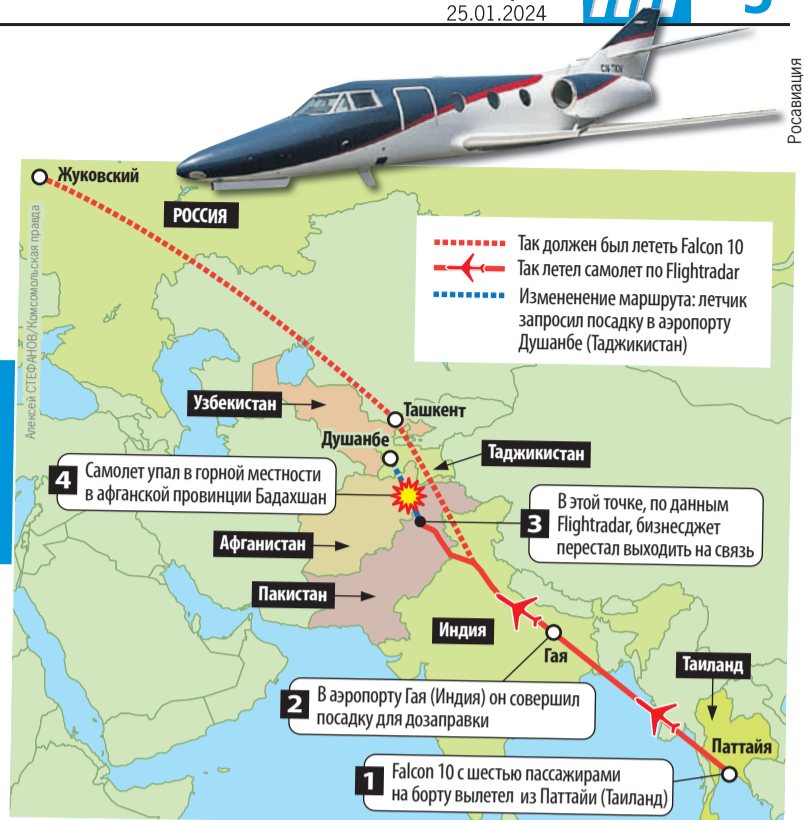 25.01.2024
Росавиация
Жуковский
РОССИЯ
Алексей СТЕФАНОВ/Комсомольская правда
Так должен был лететь Falcon 10
Так летел самолет по Flightradar
Измененение маршрута: летчик
запросил посадку в аэропорту
Душанбе (Таджикистан)
Узбекистан
Ташкент
Душанбе
Таджикистан
4
Самолет упал в горной местности
в афганской провинции Бадахшан
3
В этой точке, по данным
Flightradar, бизнесджет
перестал выходить на связь
Афганистан
Пакистан
Индия
Гая
Таиланд
2
В аэропорту Гая (Индия) он совершил
посадку для дозаправки
Паттайя
1
Falcon 10 с шестью пассажирами
на борту вылетел из Паттайи (Таиланд)